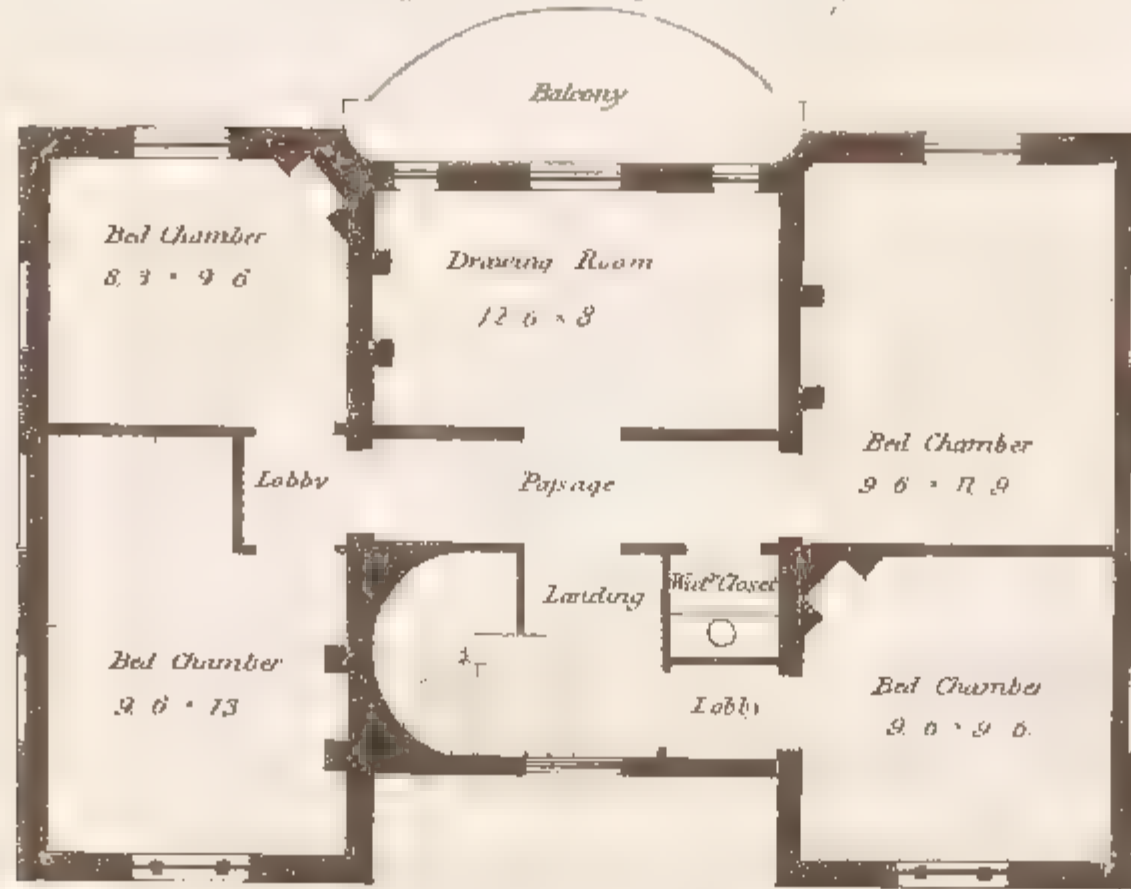 Balcony
Bed Chamber
8. 3 × 9 6
Drawing Room
12 6 × 8
Bed Chamber
9 6 × 11 9
Lobby
Passage
Landing
Wat.r Closet
Bed Chamber
9. 6 × 13
Lobby
Bed Chamber
9. 6 × 9 6.